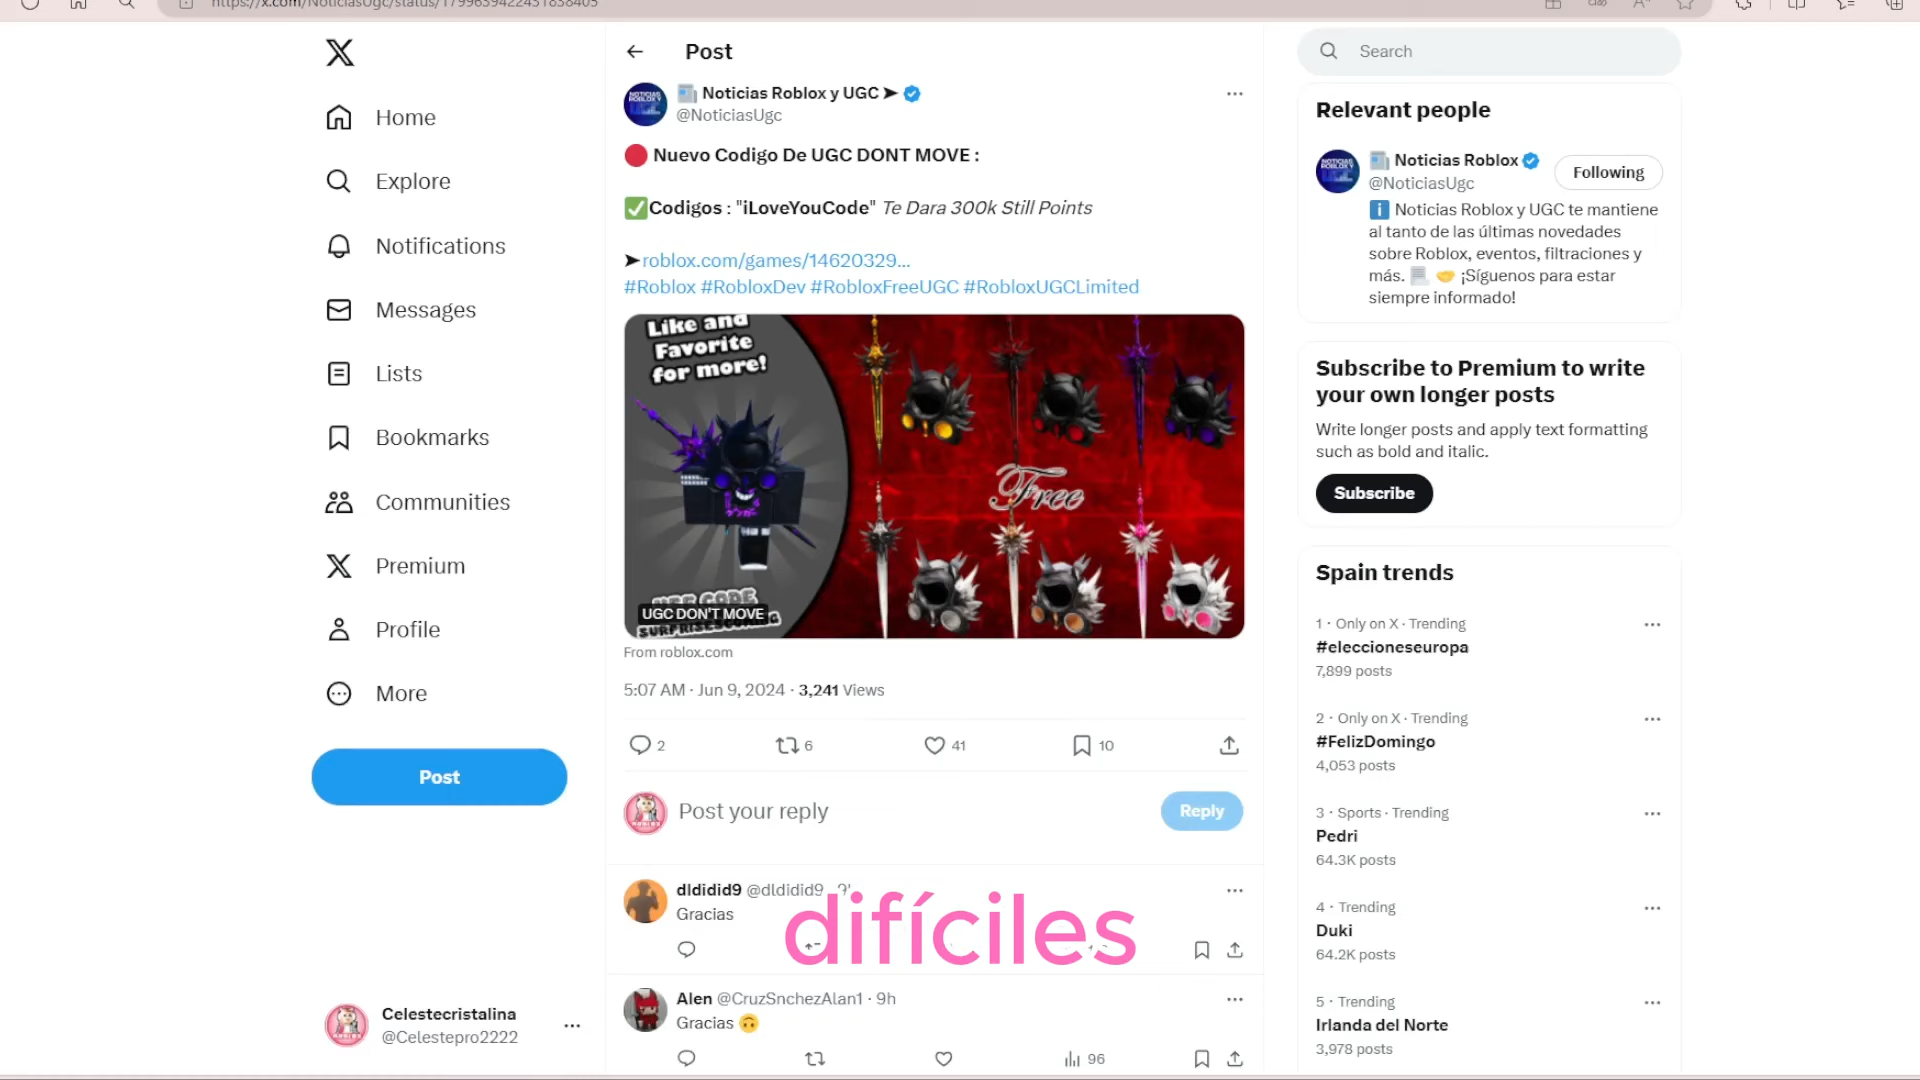 Post
Search
Noticias Roblox y UGC ➤
@NoticiasUgc
Home
Explore
Notifications
Messages
Lists
Bookmarks
Communities
Premium
Profile
More
Post
Celestecristalina
@Celestepro2222
🔴 Nuevo Codigo De UGC DONT MOVE :
✅Codigos : "iLoveYouCode" Te Dara 300k Still Points
➤roblox.com/games/14620329...
#Roblox #RobloxDev #RobloxFreeUGC #RobloxUGCLimited
Like and
Favorite
for more!
Free
UGC DON'T MOVE
From roblox.com
5:07 AM · Jun 9, 2024 · 3,241 Views
2 6 41 10
Post your reply
Reply
dldidid9 @dldidid9
Gracias
difíciles
Alen @CruzSnchezAlan1 · 9h
Gracias 🙃
96
Relevant people
Noticias Roblox
@NoticiasUgc
Following
ℹ️ Noticias Roblox y UGC te mantiene
al tanto de las últimas novedades
sobre Roblox, eventos, filtraciones y
más. 📃 🤝 ¡Síguenos para estar
siempre informado!
Subscribe to Premium to write
your own longer posts
Write longer posts and apply text formatting
such as bold and italic.
Subscribe
Spain trends
1 · Only on X · Trending
#eleccioneseuropa
7,899 posts
2 · Only on X · Trending
#FelizDomingo
4,053 posts
3 · Sports · Trending
Pedri
64.3K posts
4 · Trending
Duki
64.2K posts
5 · Trending
Irlanda del Norte
3,978 posts